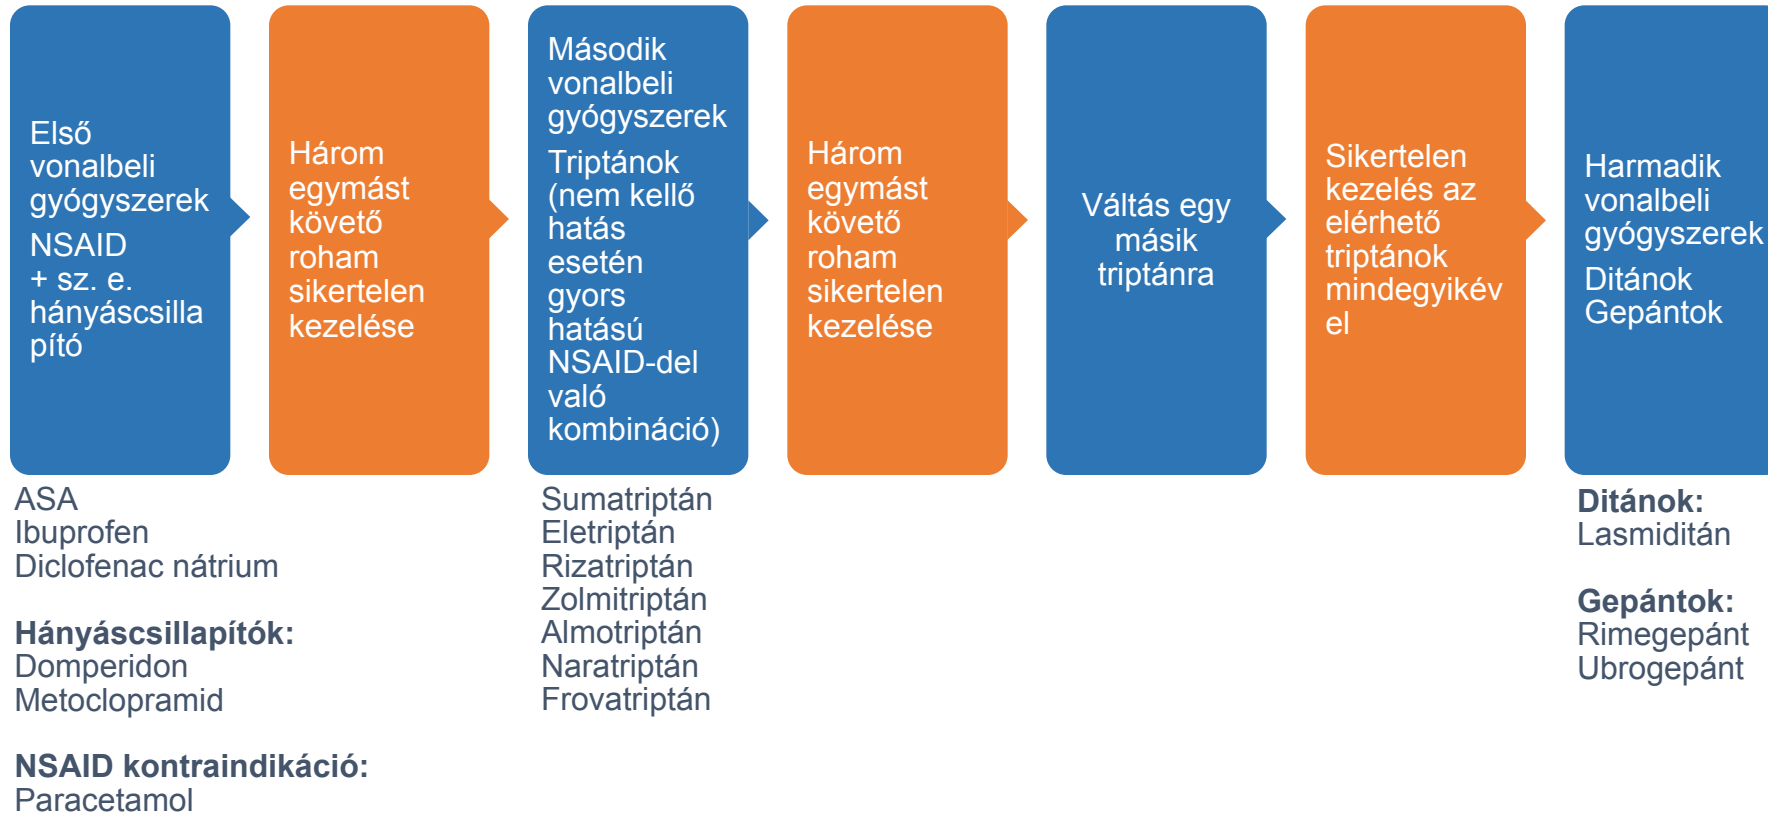 Első
vonalbeli
gyógyszerek
NSAID
+ sz. e.
hányáscsilla
pító
Három
egymást
követő
roham
sikertelen
kezelése
Második
vonalbeli
gyógyszerek
Triptánok
(nem kellő
hatás
esetén
gyors
hatású
NSAID-del
való
kombináció)
Három
egymást
követő
roham
sikertelen
kezelése
Váltás egy
másik
triptánra
Sikertelen
kezelés az
elérhető
triptánok
mindegyikév
el
Harmadik
vonalbeli
gyógyszerek
Ditánok
Gepántok
ASA
Ibuprofen
Diclofenac nátrium
Hányáscsillapítók:
Domperidon
Metoclopramid
NSAID kontraindikáció:
Paracetamol
Sumatriptán
Eletriptán
Rizatriptán
Zolmitriptán
Almotriptán
Naratriptán
Frovatriptán
Ditánok:
Lasmiditán
Gepántok:
Rimegepánt
Ubrogepánt